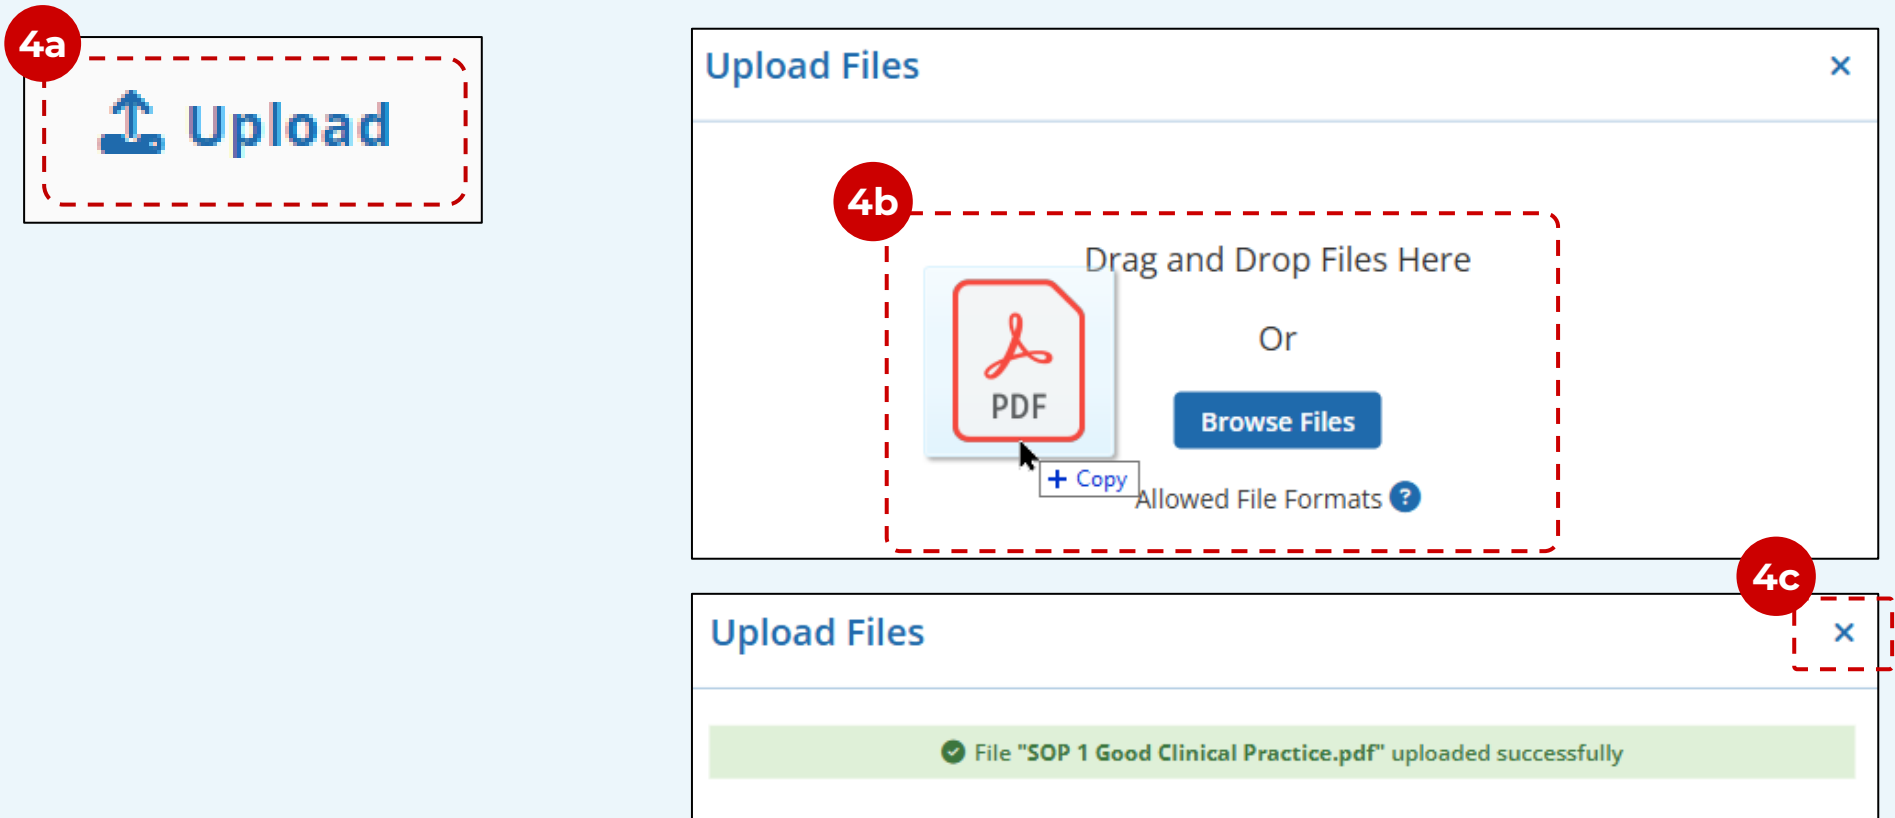 4a
Upload
Upload Files
4b
Drag and Drop Files Here
Or
PDF
Browse Files
+ Copy
Allowed File Formats ?
4c
Upload Files
File "SOP 1 Good Clinical Practice.pdf" uploaded successfully